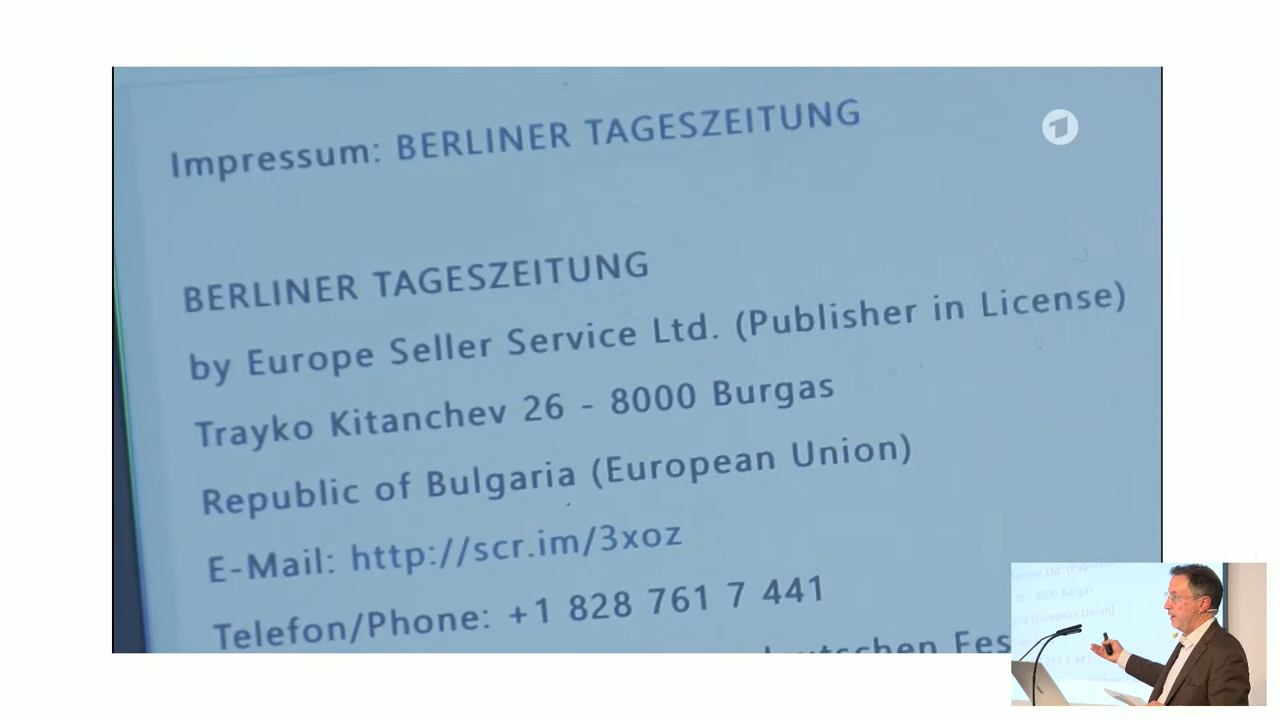 Impressum: BERLINER TAGESZEITUNG
BERLINER TAGESZEITUNG
by Europe Seller Service Ltd. (Publisher in License)
Trayko Kitanchev 26 - 8000 Burgas
Republic of Bulgaria (European Union)
E-Mail: http://scr.im/3xoz
Telefon/Phone: +1 828 761 7 441